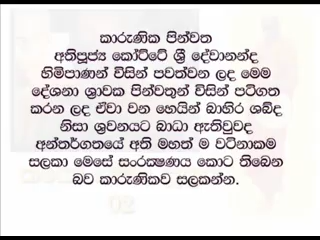 කාරුණික පින්වත
අතිපූජ්‍ය කෝට්ටේ ශ්‍රී දේවානන්ද
හිමිපාණන් විසින් පවත්වන ලද මෙම
දේශනා ශ්‍රාවක පින්වතුන් විසින් පටිගත
කරන ලද ඒවා වන හෙයින් බාහිර ශබ්ද
නිසා ශ්‍රවනයට බාධා ඇතිවුවද
අන්තර්ගතයේ අති මහත් ම වටිනාකම
සලකා මෙසේ සංරක්‍ෂණය කොට තිබෙන
බව කාරුණිකව සලකන්න.